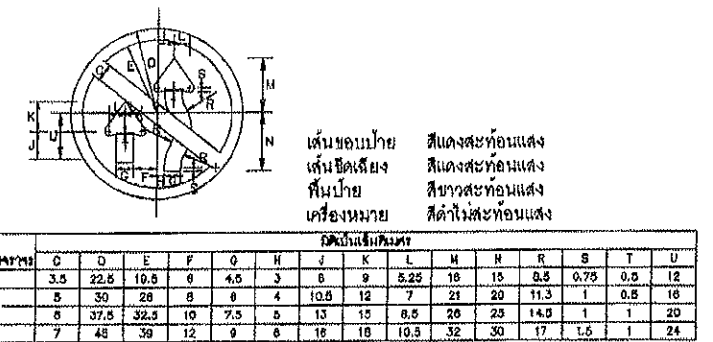 L
C E D
S
M
R
K
U
J
N
R
G F H G
S
เส้นขอบป้าย สีแดงสะท้อนแสง
เส้นขีดเฉียง สีแดงสะท้อนแสง
พื้นป้าย สีขาวสะท้อนแสง
เครื่องหมาย สีดำไม่สะท้อนแสง
มิติเป็นเซ็นติเมตร
C D E F G H J K L M N R S T U
3.5 22.5 19.5 6 4.5 3 8 9 5.25 16 15 8.5 0.75 0.5 12
5 30 26 8 6 4 10.5 12 7 21 20 11.3 1 0.5 16
6 37.5 32.5 10 7.5 5 13 15 8.5 26 25 14.5 1 1 20
7 45 39 12 9 6 16 18 10.5 32 30 17 1.5 1 24